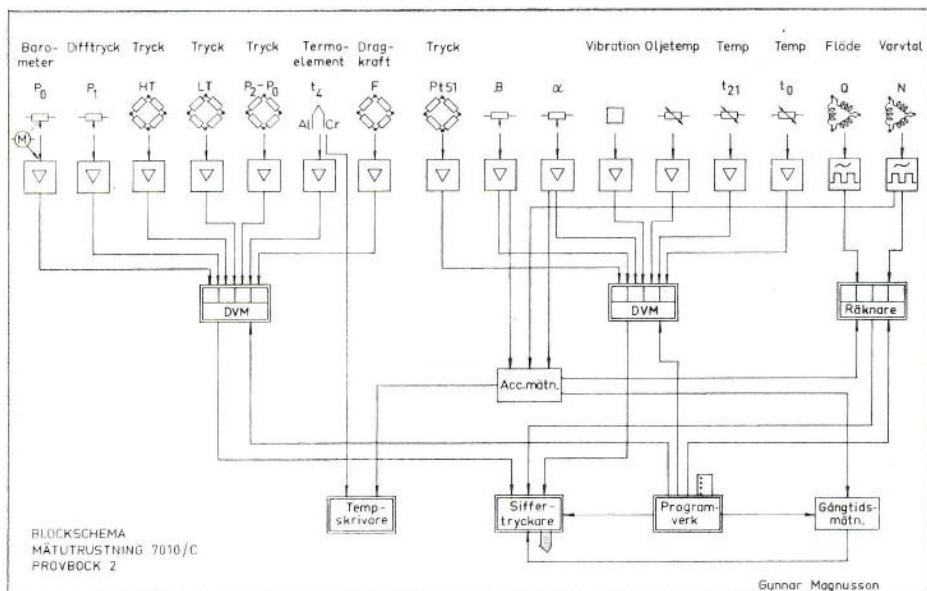 Baro- Difftryck Tryck Tryck Tryck Termo- Drag- Tryck Vibration Oljetemp Temp Temp Flöde Varvtal
meter element kraft
P0 P1 HT LT P2-P0 t4 F Pt51 B α t21 t0 Q N
M Al Cr
DVM DVM Räknare
Acc.mätn.
Temp- Siffer- Program- Gångtids-
skrivare tryckare verk mätn.
BLOCKSCHEMA
MÄTUTRUSTNING 7010/C
PROVBOCK 2
Gunnar Magnusson